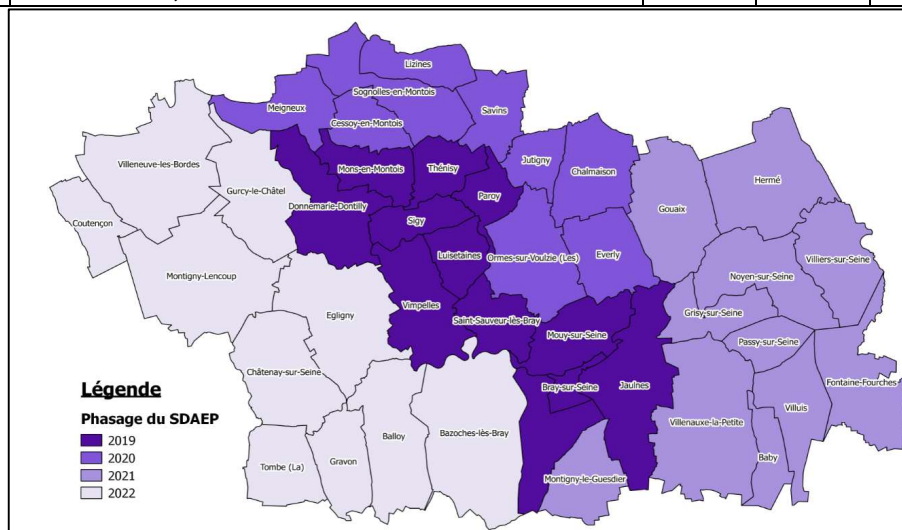 Lizines
Sognolles-en-Montois
Meigneux
Savins
Cessoy-en-Montois
Villeneuve-les-Bordes
Mons-en-Montois
Thénisy
Jutigny
Chalmaison
Hermé
Gurcy-le-Châtel
Paroy
Donnemarie-Dontilly
Gouaix
Coutençon
Sigy
Luisetaines
Ormes-sur-Voulzie (Les)
Everly
Villiers-sur-Seine
Montigny-Lencoup
Noyen-sur-Seine
Vimpelles
Egligny
Saint-Sauveur-lès-Bray
Grisy-sur-Seine
Mouy-sur-Seine
Passy-sur-Seine
Châtenay-sur-Seine
Bray-sur-Seine
Jaulnes
Fontaine-Fourches
Villuis
Villenauxe-la-Petite
Balloy
Bazoches-lès-Bray
Baby
Tombe (La)
Gravon
Montigny-le-Guesdier
Légende
Phasage du SDAEP
2019
2020
2021
2022